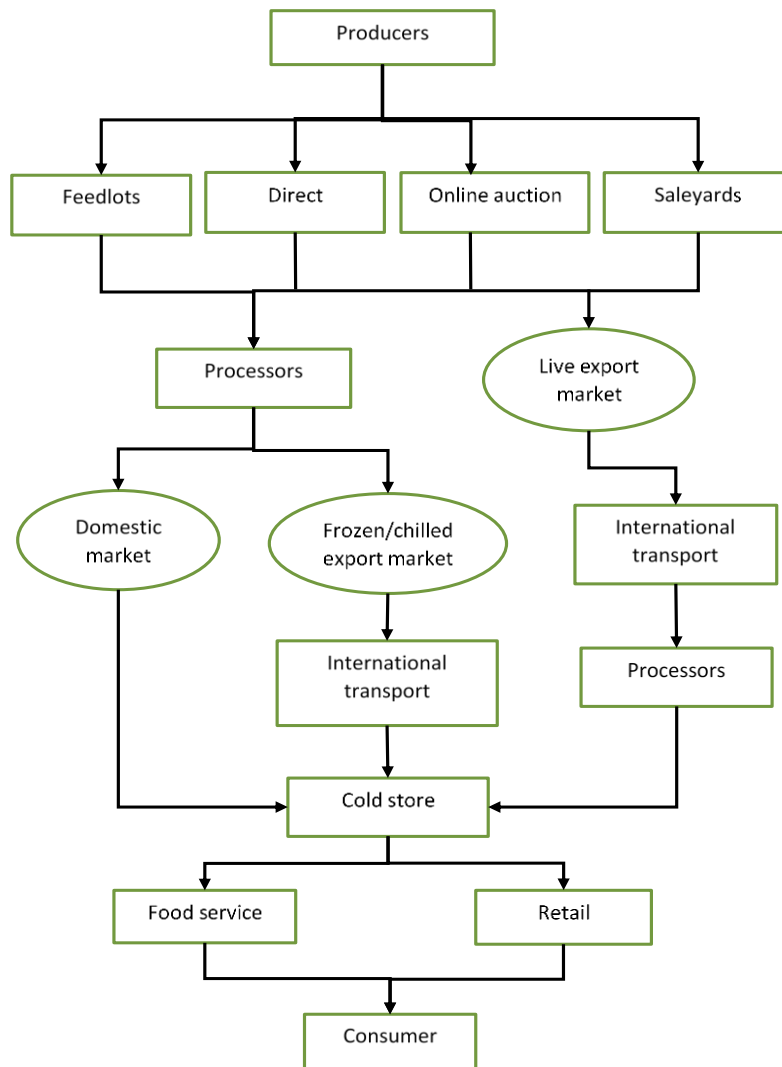 Producers
Feedlots
Direct
Online auction
Saleyards
Processors
Live export
market
Domestic
market
Frozen/chilled
export market
International
transport
International
transport
Processors
Cold store
Food service
Retail
Consumer